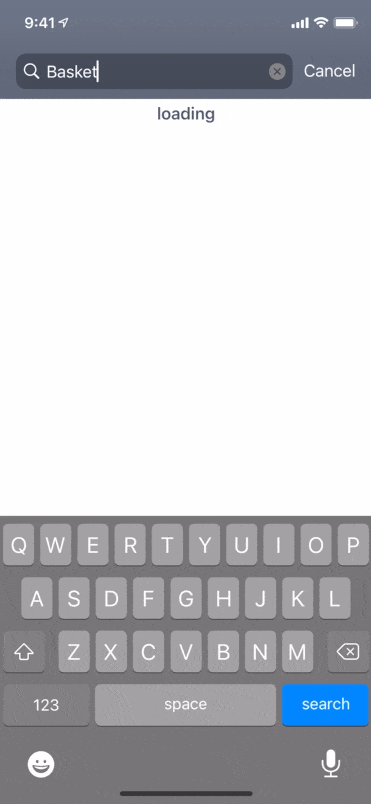 9:41
Basket
Cancel
loading
Q W E R T Y U I O P
A S D F G H J K L
Z X C V B N M
123 space search